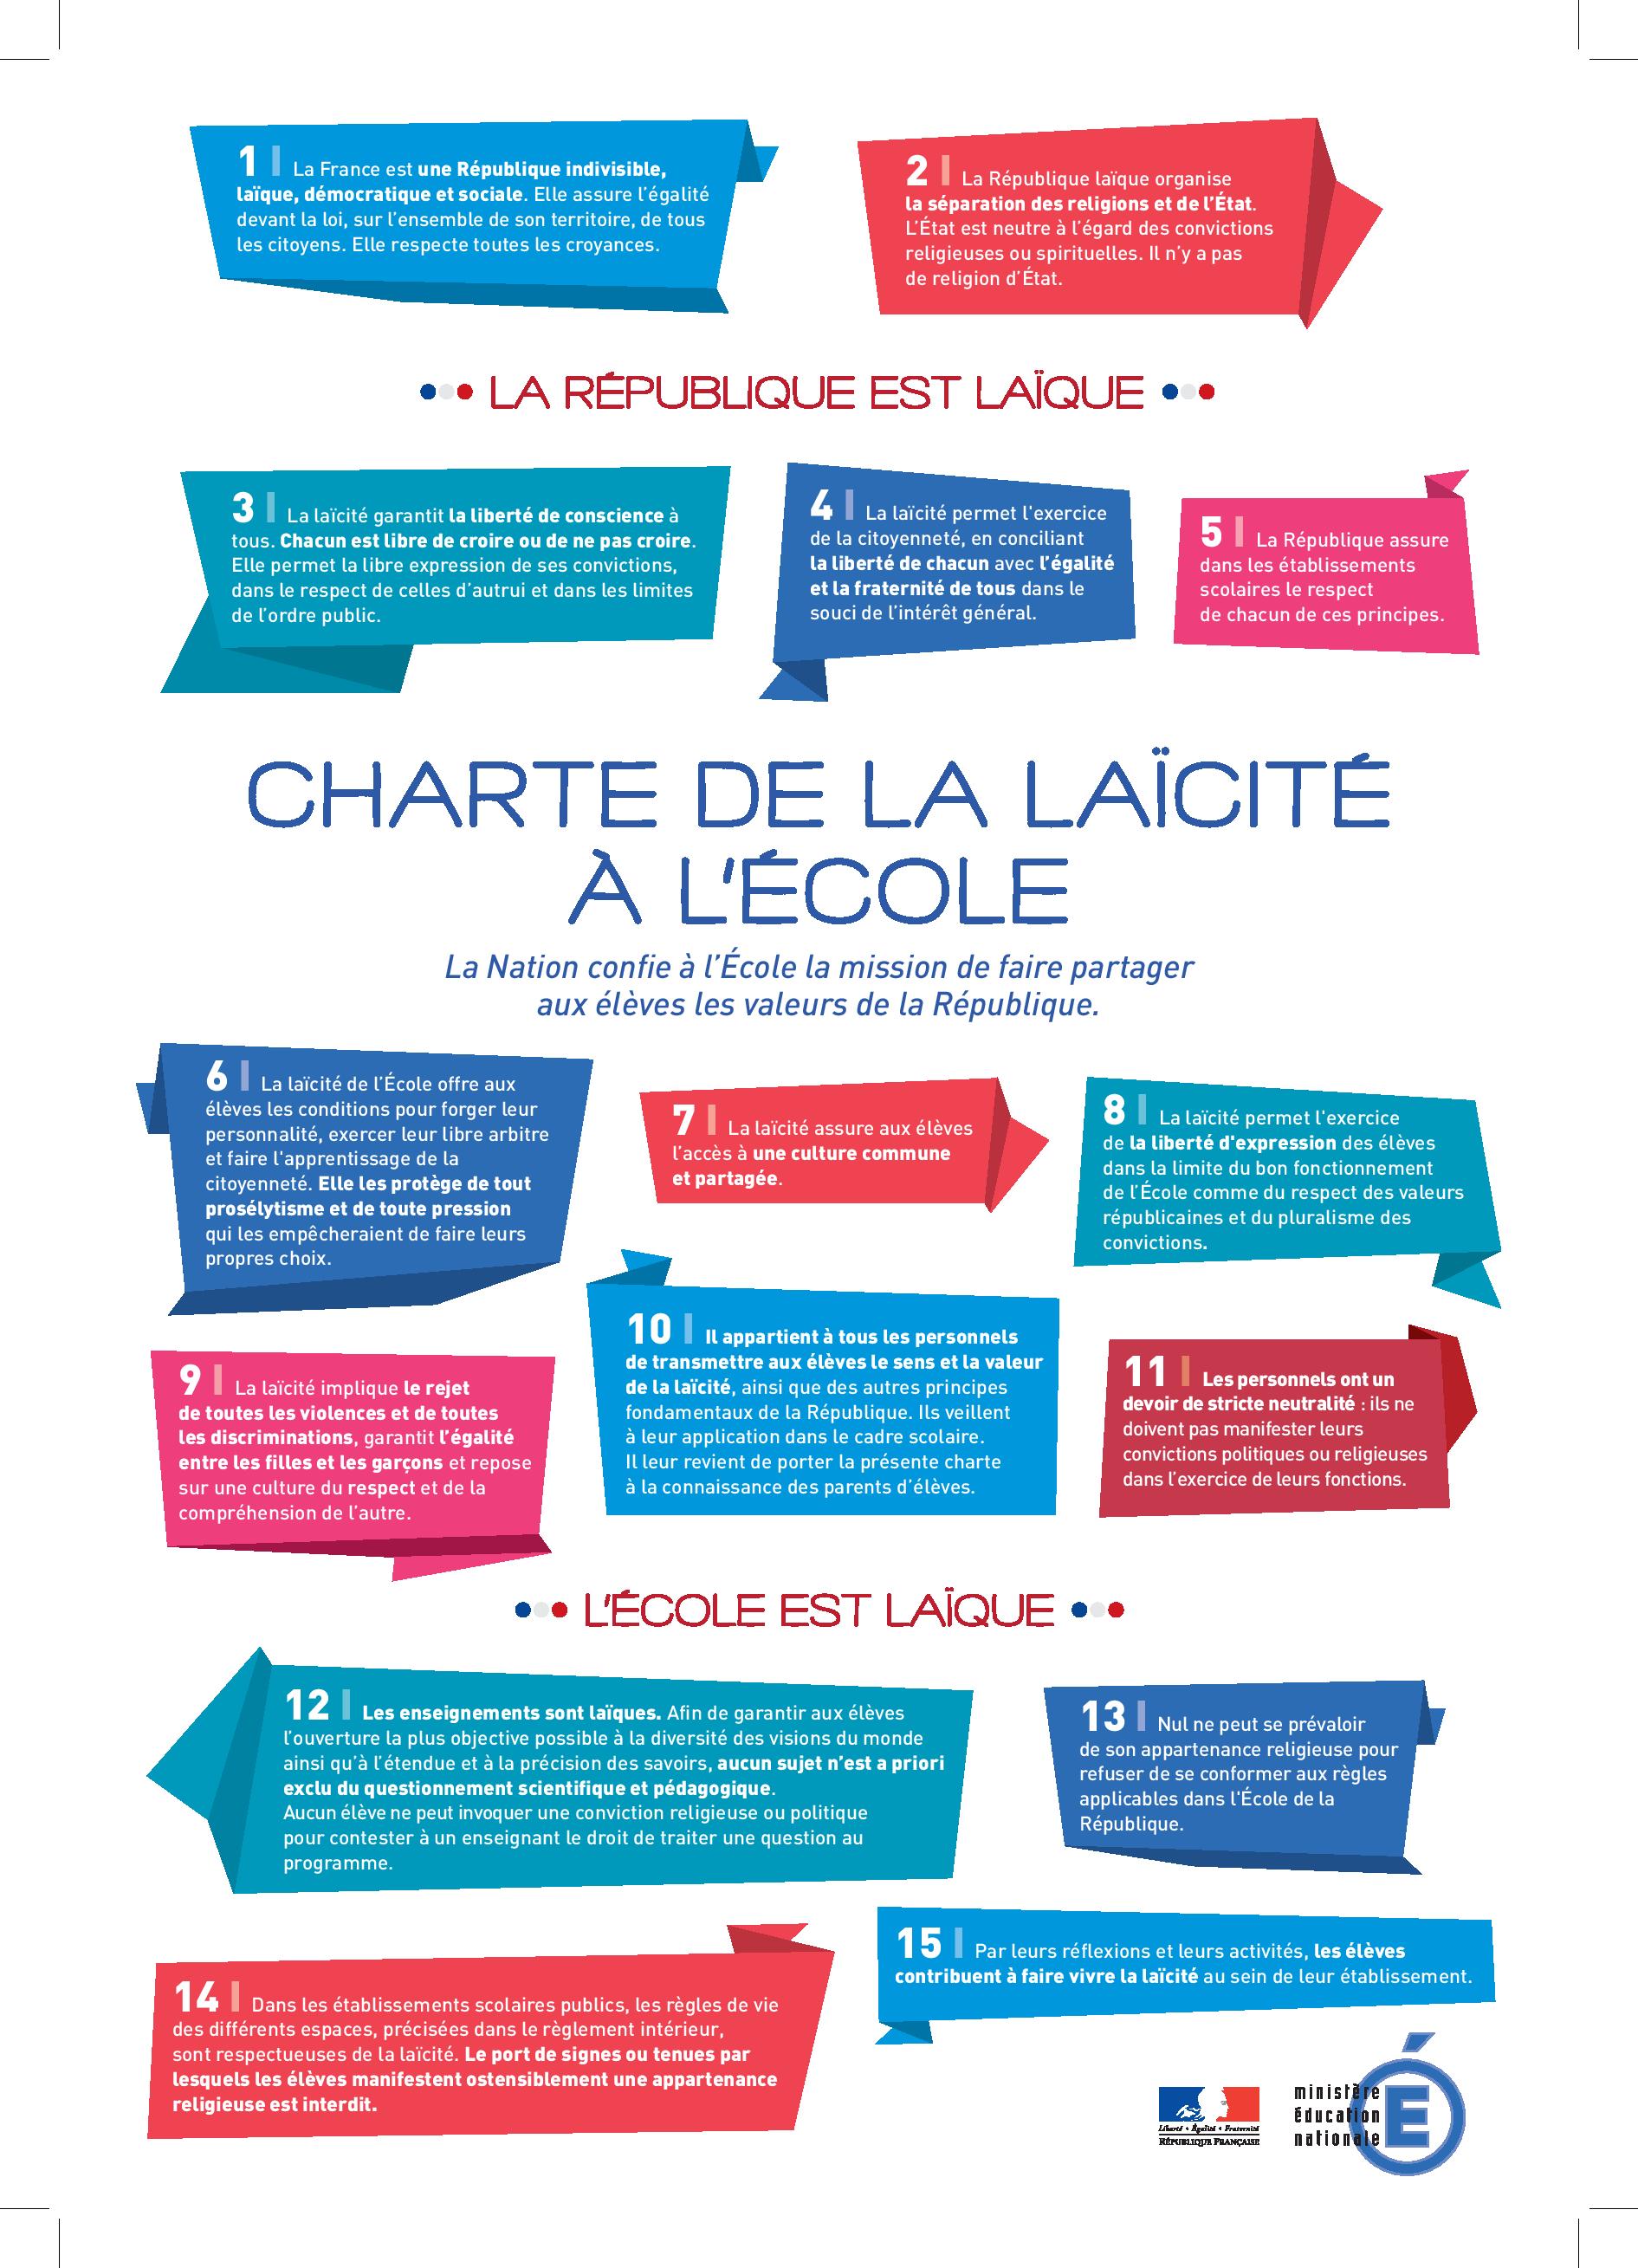 1 | La France est une République indivisible,
laïque, démocratique et sociale. Elle assure l’égalité
devant la loi, sur l’ensemble de son territoire, de tous
les citoyens. Elle respecte toutes les croyances.
2 | La République laïque organise
la séparation des religions et de l’État.
L’État est neutre à l’égard des convictions
religieuses ou spirituelles. Il n’y a pas
de religion d’État.
LA RÉPUBLIQUE EST LAÏQUE
3 | La laïcité garantit la liberté de conscience à
tous. Chacun est libre de croire ou de ne pas croire.
Elle permet la libre expression de ses convictions,
dans le respect de celles d’autrui et dans les limites
de l’ordre public.
4 | La laïcité permet l'exercice
de la citoyenneté, en conciliant
la liberté de chacun avec l’égalité
et la fraternité de tous dans le
souci de l’intérêt général.
5 | La République assure
dans les établissements
scolaires le respect
de chacun de ces principes.
CHARTE DE LA LAÏCITÉ
À L'ÉCOLE
La Nation confie à l’École la mission de faire partager
aux élèves les valeurs de la République.
6 | La laïcité de l’École offre aux
élèves les conditions pour forger leur
personnalité, exercer leur libre arbitre
et faire l'apprentissage de la
citoyenneté. Elle les protège de tout
prosélytisme et de toute pression
qui les empêcheraient de faire leurs
propres choix.
7 | La laïcité assure aux élèves
l’accès à une culture commune
et partagée.
8 | La laïcité permet l'exercice
de la liberté d'expression des élèves
dans la limite du bon fonctionnement
de l’École comme du respect des valeurs
républicaines et du pluralisme des
convictions.
9 | La laïcité implique le rejet
de toutes les violences et de toutes
les discriminations, garantit l’égalité
entre les filles et les garçons et repose
sur une culture du respect et de la
compréhension de l’autre.
10 | Il appartient à tous les personnels
de transmettre aux élèves le sens et la valeur
de la laïcité, ainsi que des autres principes
fondamentaux de la République. Ils veillent
à leur application dans le cadre scolaire.
Il leur revient de porter la présente charte
à la connaissance des parents d’élèves.
11 | Les personnels ont un
devoir de stricte neutralité : ils ne
doivent pas manifester leurs
convictions politiques ou religieuses
dans l’exercice de leurs fonctions.
L'ÉCOLE EST LAÏQUE
12 | Les enseignements sont laïques. Afin de garantir aux élèves
l’ouverture la plus objective possible à la diversité des visions du monde
ainsi qu’à l’étendue et à la précision des savoirs, aucun sujet n’est a priori
exclu du questionnement scientifique et pédagogique.
Aucun élève ne peut invoquer une conviction religieuse ou politique
pour contester à un enseignant le droit de traiter une question au
programme.
13 | Nul ne peut se prévaloir
de son appartenance religieuse pour
refuser de se conformer aux règles
applicables dans l'École de la
République.
14 | Dans les établissements scolaires publics, les règles de vie
des différents espaces, précisées dans le règlement intérieur,
sont respectueuses de la laïcité. Le port de signes ou tenues par
lesquels les élèves manifestent ostensiblement une appartenance
religieuse est interdit.
15 | Par leurs réflexions et leurs activités, les élèves
contribuent à faire vivre la laïcité au sein de leur établissement.
Liberté • Égalité • Fraternité
RÉPUBLIQUE FRANÇAISE
ministère
éducation
nationale
É